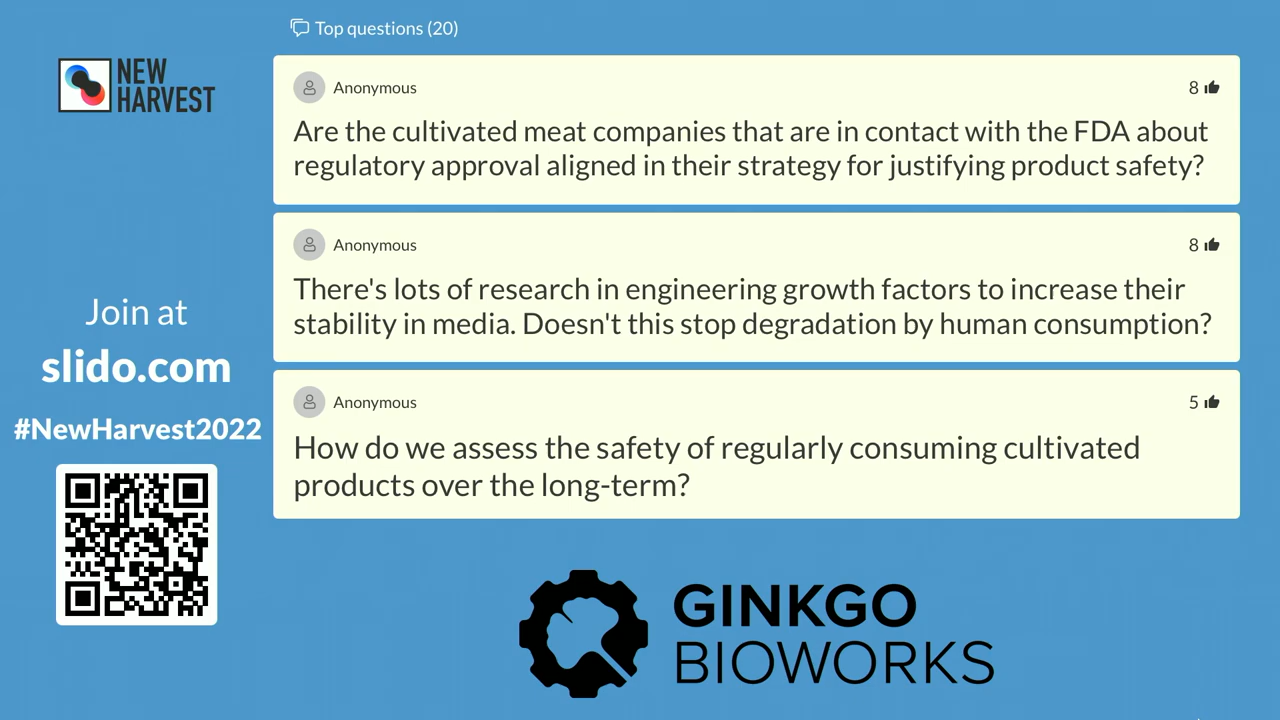 Top questions (20)
NEW
HARVEST
Anonymous
8
Are the cultivated meat companies that are in contact with the FDA about
regulatory approval aligned in their strategy for justifying product safety?
Anonymous
8
There's lots of research in engineering growth factors to increase their
stability in media. Doesn't this stop degradation by human consumption?
Anonymous
5
How do we assess the safety of regularly consuming cultivated
products over the long-term?
Join at
slido.com
#NewHarvest2022
GINKGO
BIOWORKS